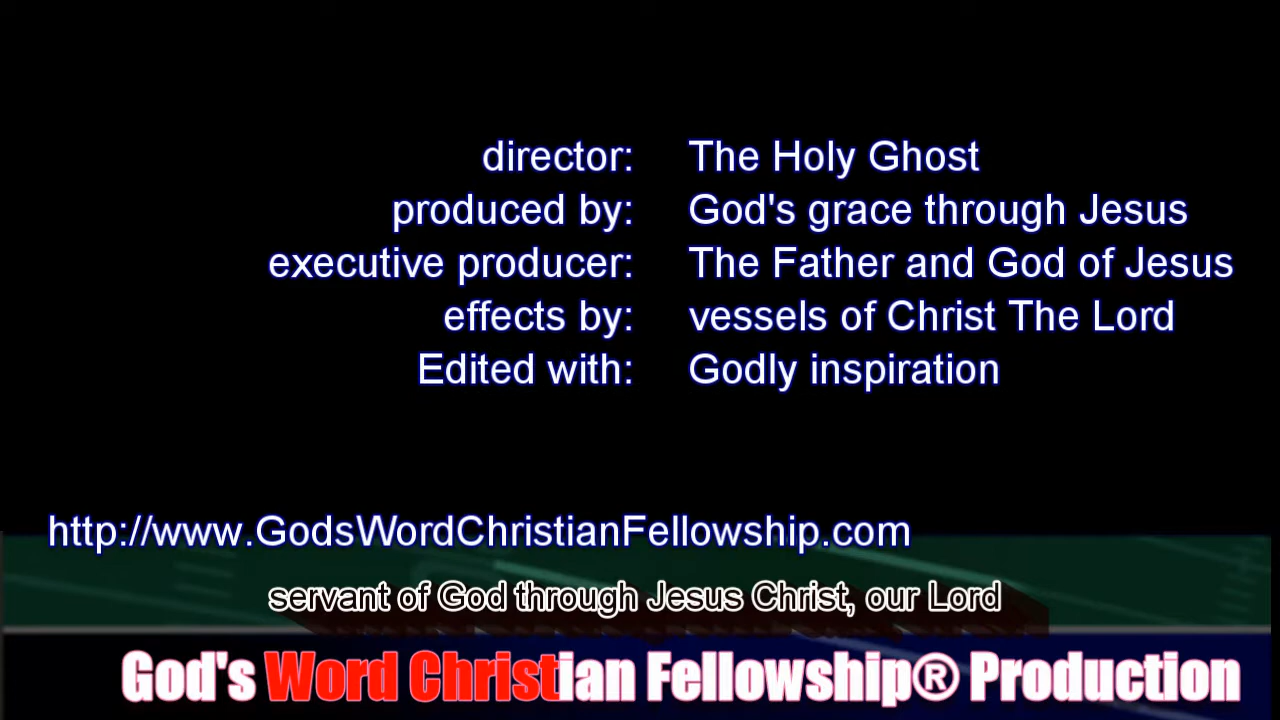 director: The Holy Ghost
produced by: God's grace through Jesus
executive producer: The Father and God of Jesus
effects by: vessels of Christ The Lord
Edited with: Godly inspiration
http://www.GodsWordChristianFellowship.com
servant of God through Jesus Christ, our Lord
God's Word Christian Fellowship® Production